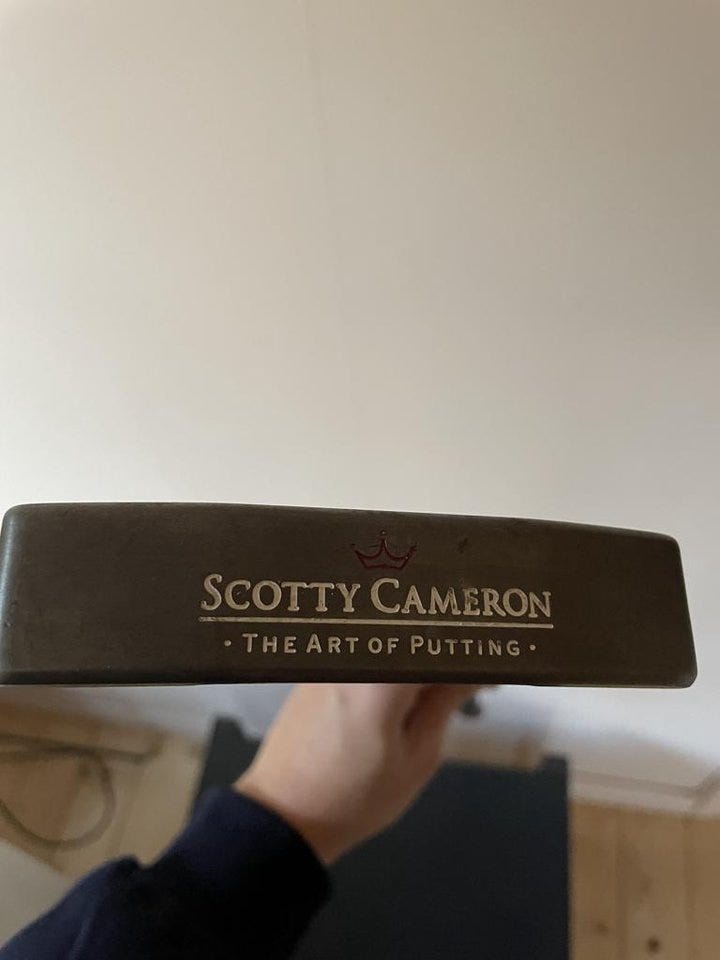 SCOTTY CAMERON
· THE ART OF PUTTING ·